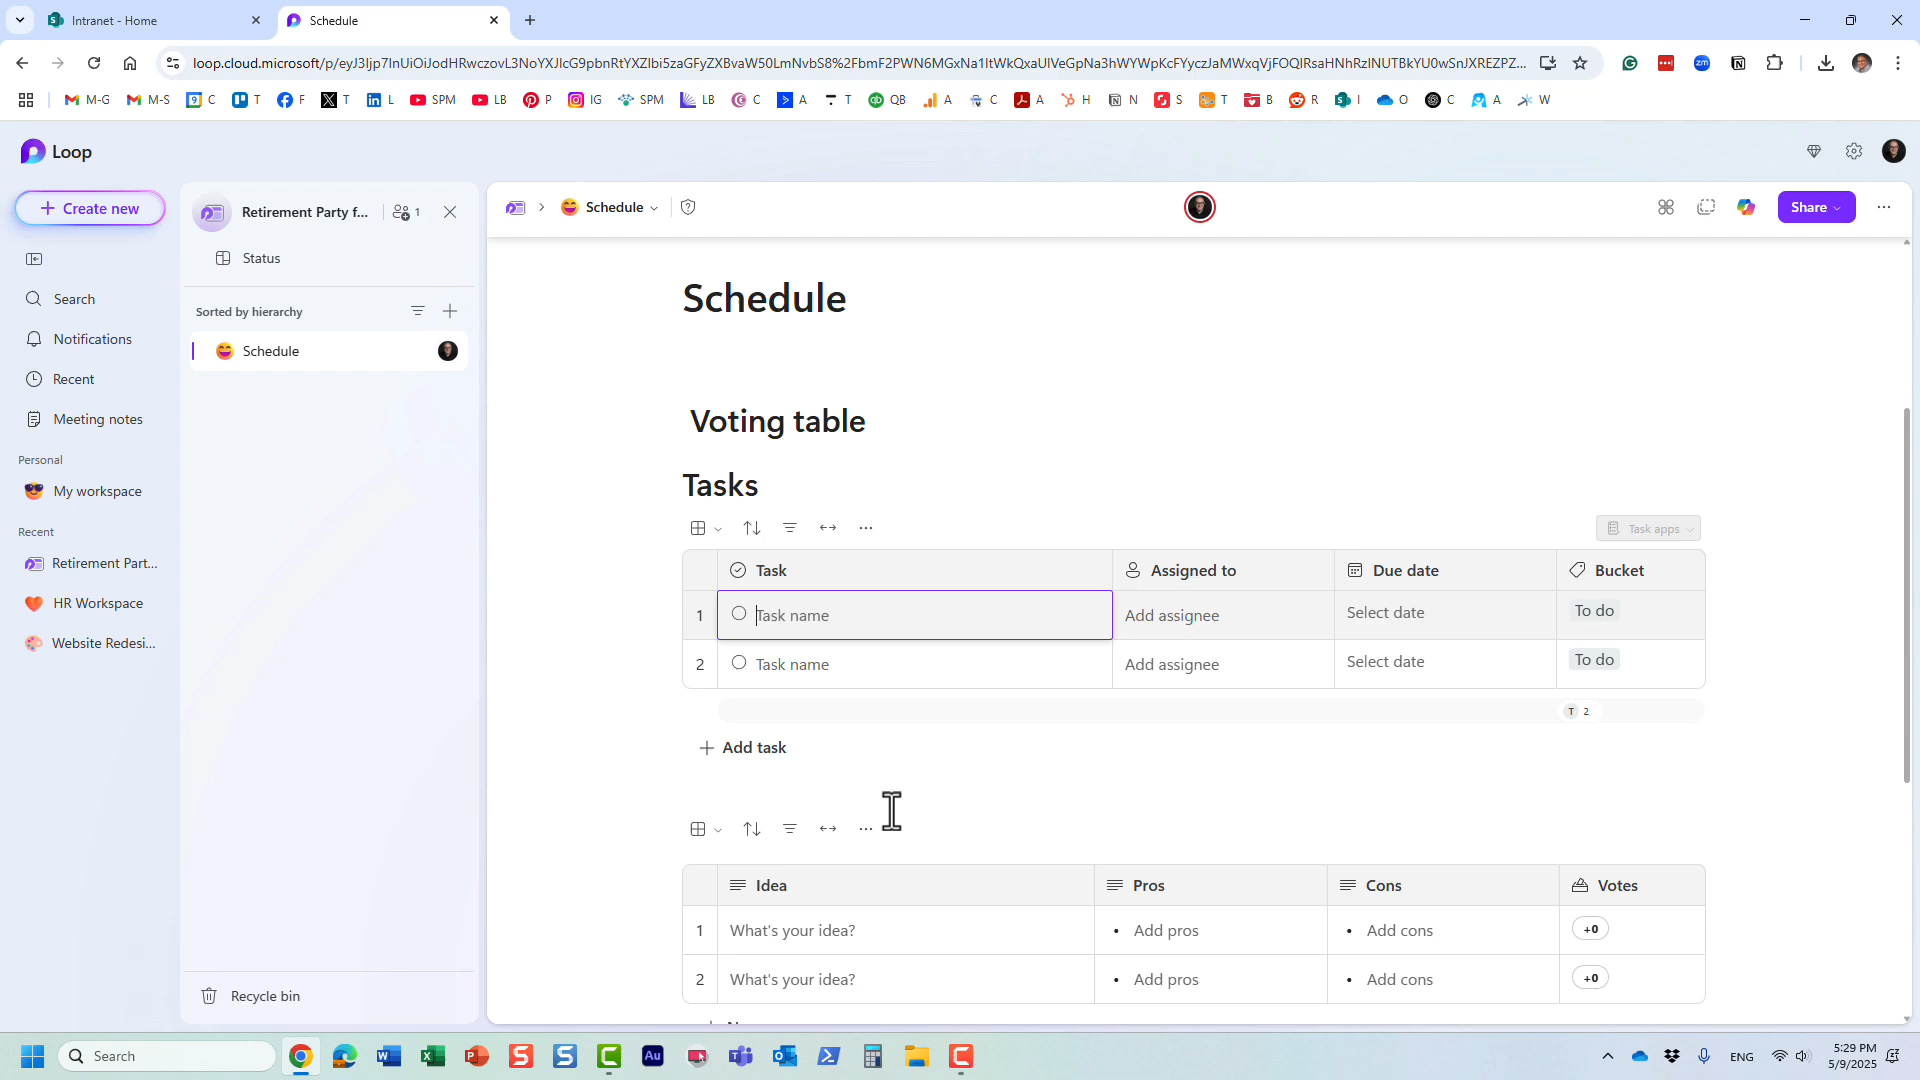 Intranet - Home
Schedule
loop.cloud.microsoft/p/
M-G M-S C T F T L SPM LB P IG SPM LB C A T QB A C A H N S T B R I O C A W
Loop
Create new
Retirement Party f... 1
Schedule
Share
Status
Search
Sorted by hierarchy
Notifications
Schedule
Recent
Meeting notes
Personal
My workspace
Recent
Retirement Part...
HR Workspace
Website Redesi...
Recycle bin
Schedule
Voting table
Tasks
Task apps
Task Assigned to Due date Bucket
1 Task name Add assignee Select date To do
2 Task name Add assignee Select date To do
T 2
Add task
Idea Pros Cons Votes
1 What's your idea? • Add pros • Add cons +0
2 What's your idea? • Add pros • Add cons +0
Search
ENG
5:29 PM
5/9/2025